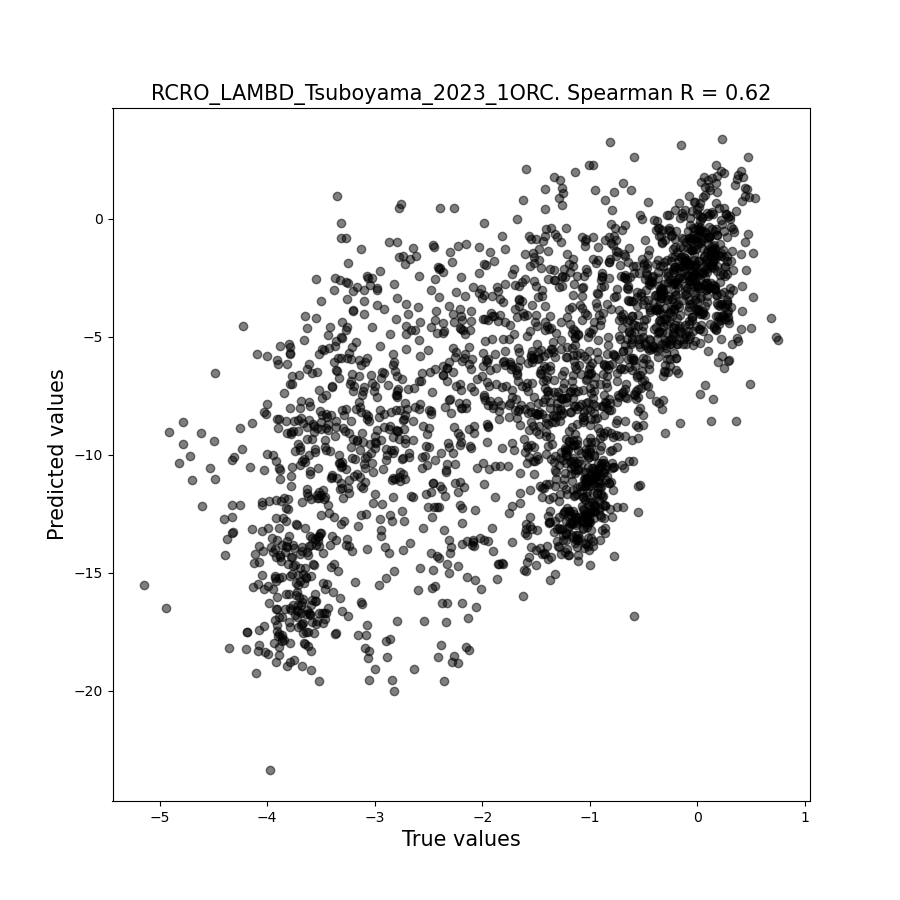 RCRO_LAMBD_Tsuboyama_2023_1ORC. Spearman R = 0.62
Predicted values
0
−5
−10
−15
−20
−5 −4 −3 −2 −1 0 1
True values